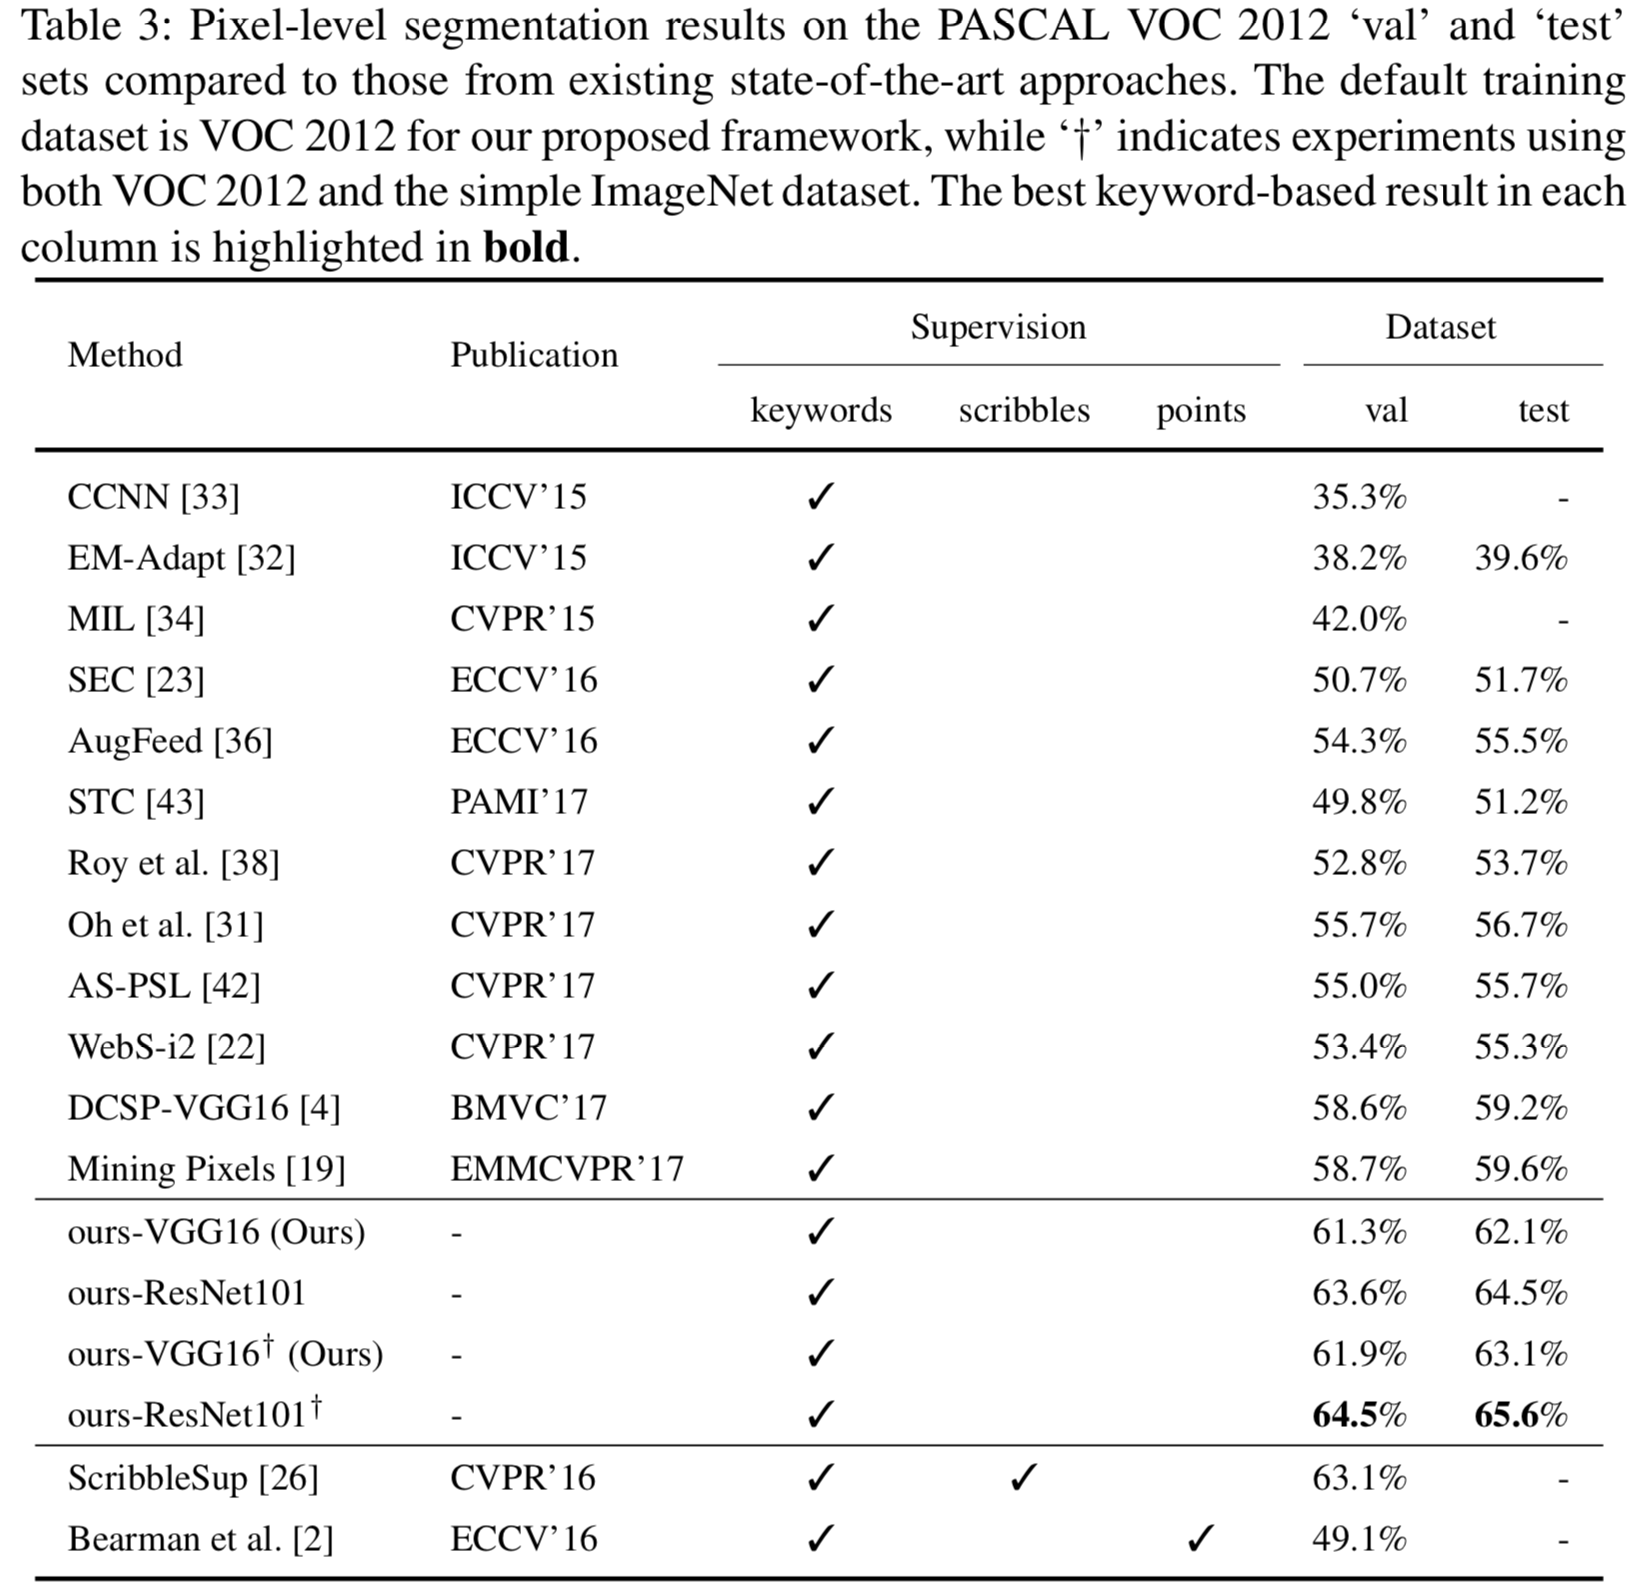 Table 3: Pixel-level segmentation results on the PASCAL VOC 2012 ‘val’ and ‘test’
sets compared to those from existing state-of-the-art approaches. The default training
dataset is VOC 2012 for our proposed framework, while ‘†’ indicates experiments using
both VOC 2012 and the simple ImageNet dataset. The best keyword-based result in each
column is highlighted in bold.
Method Publication Supervision Dataset
keywords scribbles points val test
CCNN [33] ICCV’15 ✓ 35.3% -
EM-Adapt [32] ICCV’15 ✓ 38.2% 39.6%
MIL [34] CVPR’15 ✓ 42.0% -
SEC [23] ECCV’16 ✓ 50.7% 51.7%
AugFeed [36] ECCV’16 ✓ 54.3% 55.5%
STC [43] PAMI’17 ✓ 49.8% 51.2%
Roy et al. [38] CVPR’17 ✓ 52.8% 53.7%
Oh et al. [31] CVPR’17 ✓ 55.7% 56.7%
AS-PSL [42] CVPR’17 ✓ 55.0% 55.7%
WebS-i2 [22] CVPR’17 ✓ 53.4% 55.3%
DCSP-VGG16 [4] BMVC’17 ✓ 58.6% 59.2%
Mining Pixels [19] EMMCVPR’17 ✓ 58.7% 59.6%
ours-VGG16 (Ours) - ✓ 61.3% 62.1%
ours-ResNet101 - ✓ 63.6% 64.5%
ours-VGG16† (Ours) - ✓ 61.9% 63.1%
ours-ResNet101† - ✓ 64.5% 65.6%
ScribbleSup [26] CVPR’16 ✓ ✓ 63.1% -
Bearman et al. [2] ECCV’16 ✓ ✓ 49.1% -